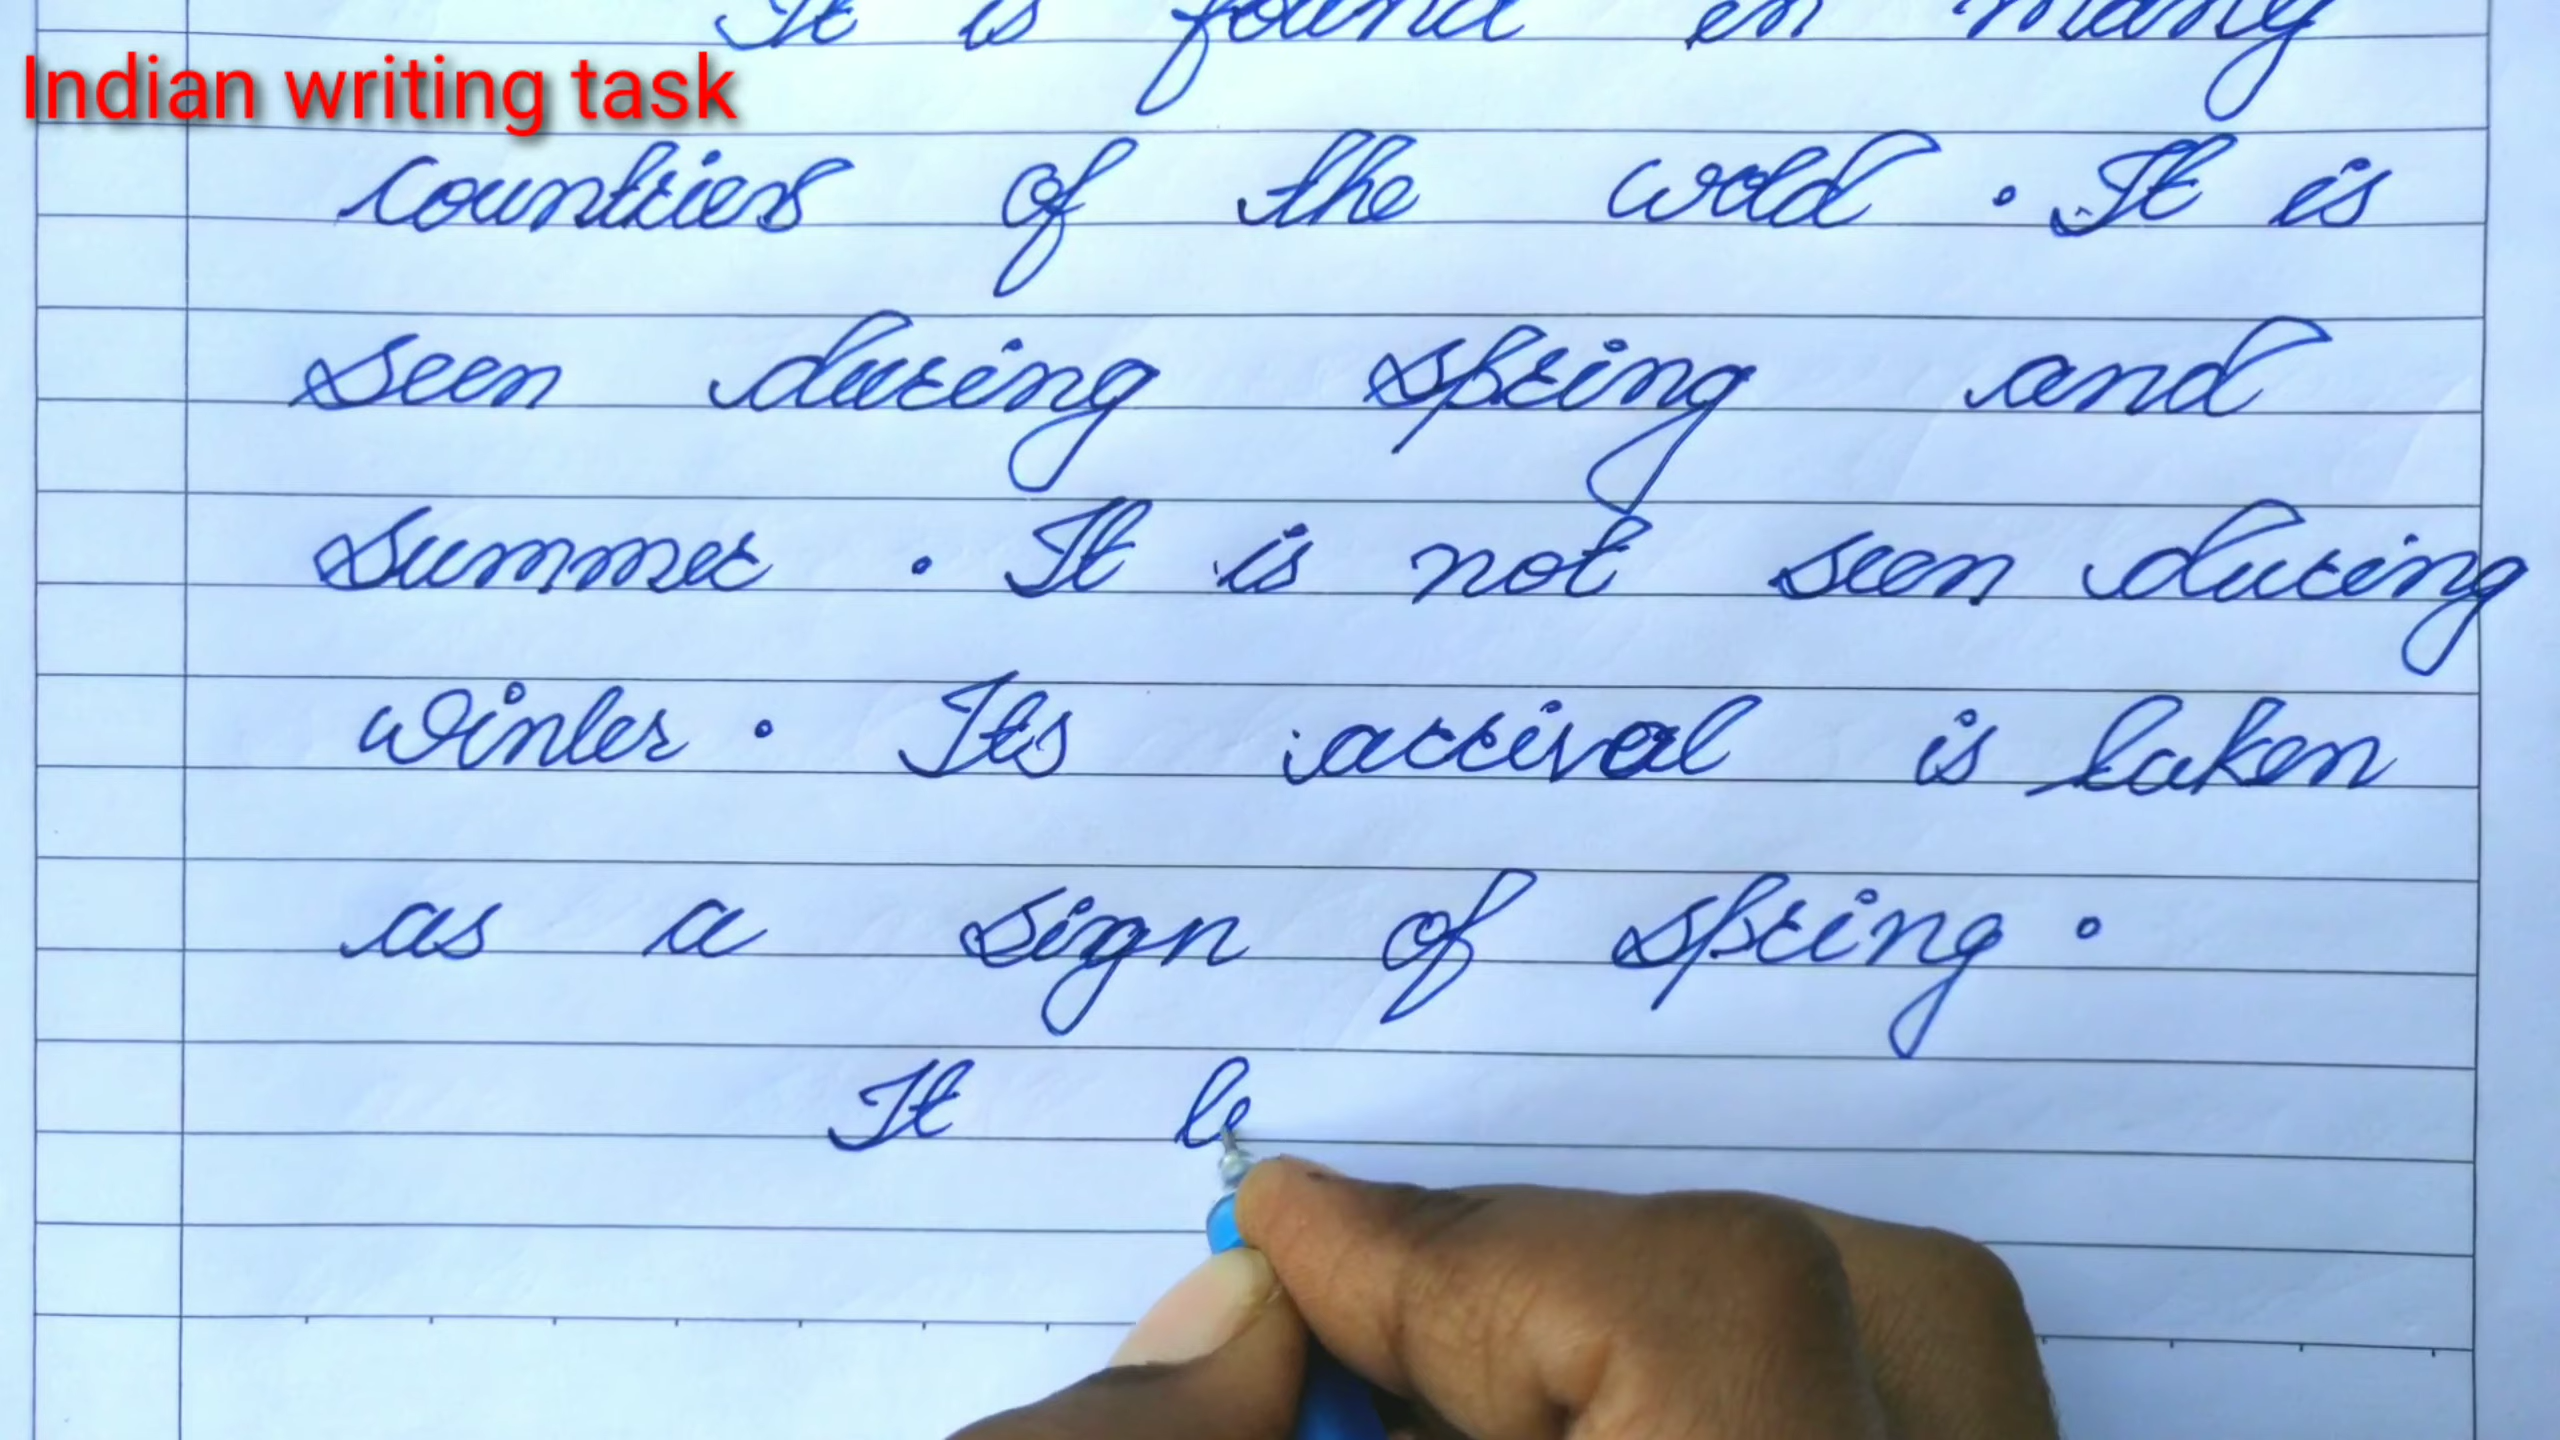 It is found in many
Indian writing task
countries of the wold . It is
seen during spring and
summer . It is not seen during
winter . Its arrival is taken
as a sign of spring .
It